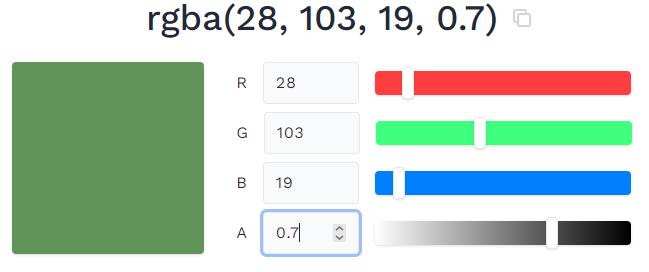 rgba(28, 103, 19, 0.7)
R 28
G 103
B 19
A 0.7